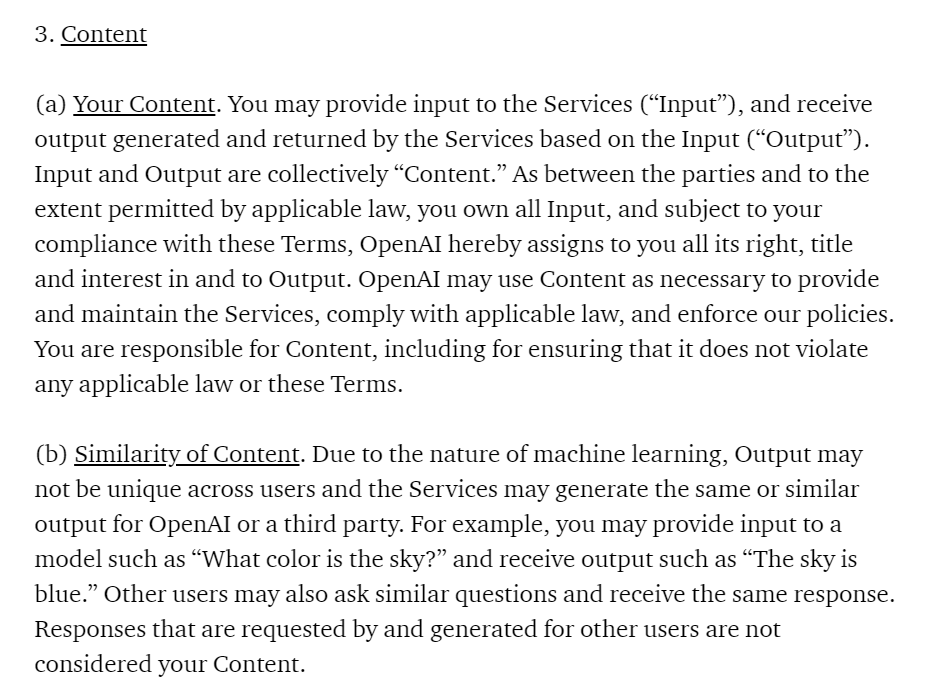 3. Content
(a) Your Content. You may provide input to the Services (“Input”), and receive
output generated and returned by the Services based on the Input (“Output”).
Input and Output are collectively “Content.” As between the parties and to the
extent permitted by applicable law, you own all Input, and subject to your
compliance with these Terms, OpenAI hereby assigns to you all its right, title
and interest in and to Output. OpenAI may use Content as necessary to provide
and maintain the Services, comply with applicable law, and enforce our policies.
You are responsible for Content, including for ensuring that it does not violate
any applicable law or these Terms.
(b) Similarity of Content. Due to the nature of machine learning, Output may
not be unique across users and the Services may generate the same or similar
output for OpenAI or a third party. For example, you may provide input to a
model such as “What color is the sky?” and receive output such as “The sky is
blue.” Other users may also ask similar questions and receive the same response.
Responses that are requested by and generated for other users are not
considered your Content.